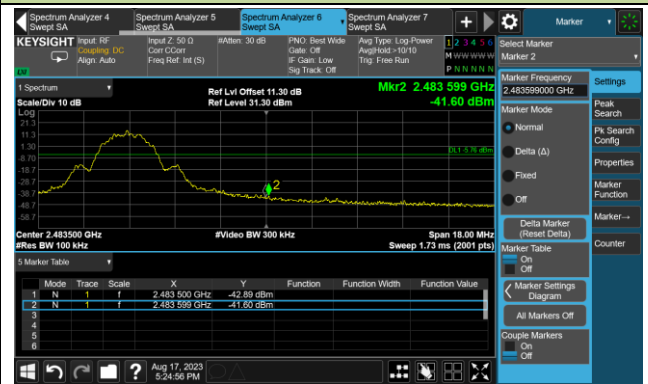 Spectrum Analyzer 4
Swept SA
Spectrum Analyzer 5
Swept SA
Spectrum Analyzer 6
Swept SA
Spectrum Analyzer 7
Swept SA
+
Marker
KEYSIGHT
Input: RF
Coupling: DC
Align: Auto
Input Z: 50 Ω
Corr CCorr
Freq Ref: Int (S)
#Atten: 30 dB
PNO: Best Wide
Gate: Off
IF Gain: Low
Sig Track: Off
Avg Type: Log-Power
Avg|Hold:>10/10
Trig: Free Run
1 2 3 4 5 6
M W W W W W
P N N N N N
Select Marker
Marker 2
1 Spectrum
Scale/Div 10 dB
Ref Lvl Offset 11.30 dB
Ref Level 31.30 dBm
Mkr2 2.483 599 GHz
-41.60 dBm
Log
21.3
11.3
1.30
-8.70
-18.7
-28.7
-38.7
-48.7
-58.7
DL1 -5.76 dBm
2
Center 2.483500 GHz
#Res BW 100 kHz
#Video BW 300 kHz
Span 18.00 MHz
Sweep 1.73 ms (2001 pts)
5 Marker Table
Mode Trace Scale X Y Function Function Width Function Value
1 N 1 f 2.483 500 GHz -42.89 dBm
2 N 1 f 2.483 599 GHz -41.60 dBm
3
4
5
6
Marker Frequency
2.483599000 GHz
Marker Mode
Normal
Delta (Δ)
Fixed
Off
Delta Marker
(Reset Delta)
Marker Table
On
Off
Marker Settings
Diagram
All Markers Off
Couple Markers
On
Off
Settings
Peak
Search
Pk Search
Config
Properties
Marker
Function
Marker→
Counter
?
Aug 17, 2023
5:24:56 PM